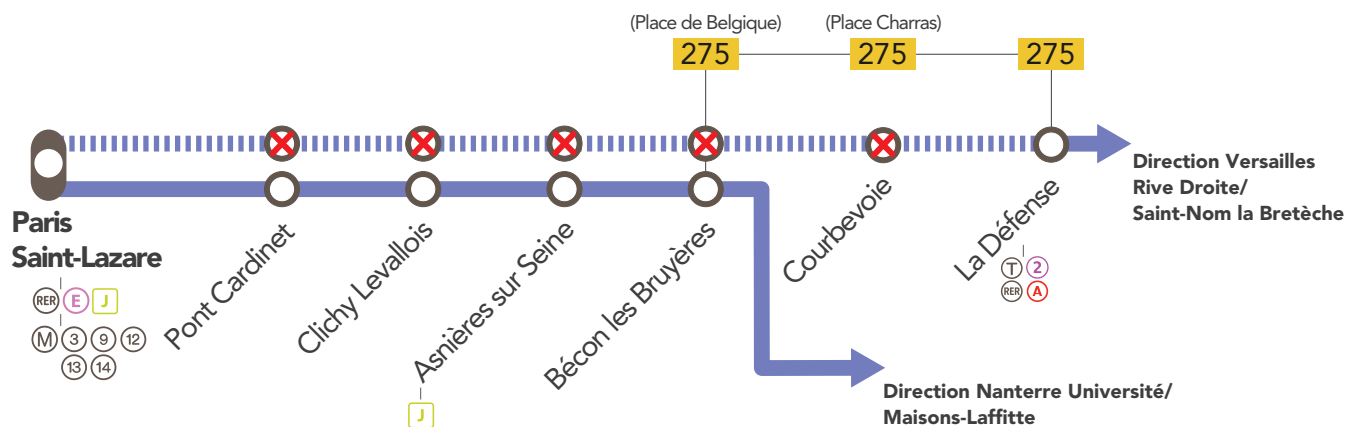 (Place de Belgique)
(Place Charras)
275
275
275
Direction Versailles
Rive Droite/
Saint-Nom la Bretèche
Paris
Saint-Lazare
RER E J
M 3 9 12
13 14
Pont Cardinet
Clichy Levallois
Asnières sur Seine
J
Bécon les Bruyères
Courbevoie
La Défense
T 2
RER A
Direction Nanterre Université/
Maisons-Laffitte